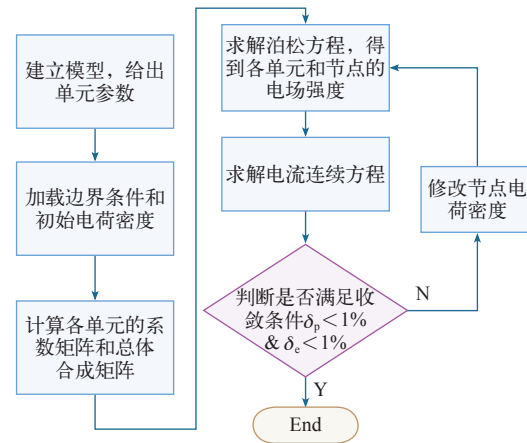 建立模型，给出
单元参数
加载边界条件和
初始电荷密度
计算各单元的系
数矩阵和总体
合成矩阵
求解泊松方程，得
到各单元和节点的
电场强度
求解电流连续方程
判断是否满足收
敛条件δp＜1%
& δe＜1%
N
修改节点电
荷密度
Y
End